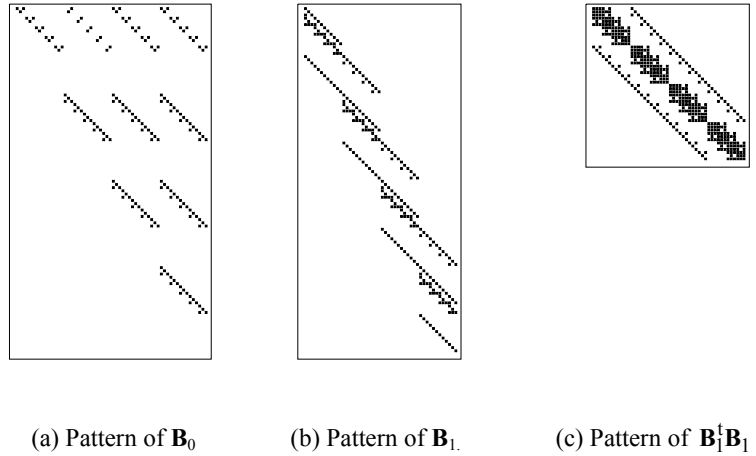 (a) Pattern of B₀
(b) Pattern of B₁.
(c) Pattern of B₁ᵗB₁